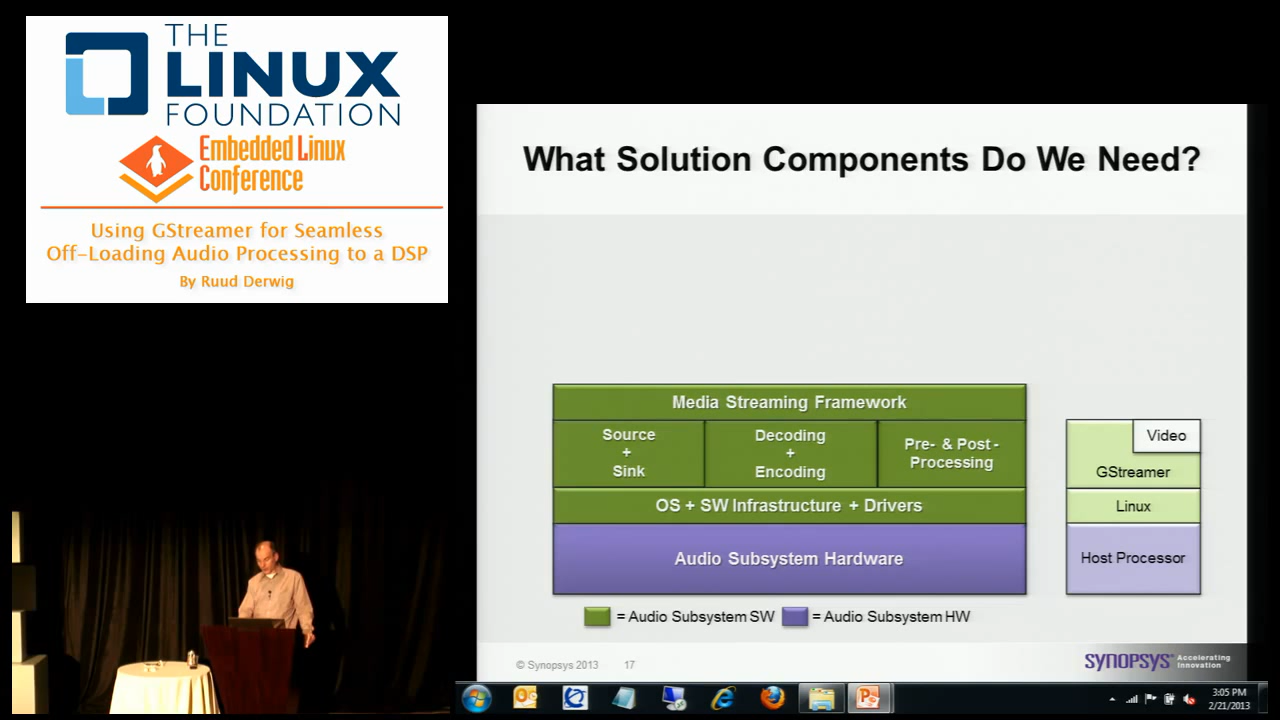 THE
LINUX
FOUNDATION
Embedded Linux
Conference
Using GStreamer for Seamless
Off-Loading Audio Processing to a DSP
By Ruud Derwig
What Solution Components Do We Need?
Media Streaming Framework
Source
+
Sink
Decoding
+
Encoding
Pre- & Post -
Processing
OS + SW Infrastructure + Drivers
Audio Subsystem Hardware
Video
GStreamer
Linux
Host Processor
= Audio Subsystem SW
= Audio Subsystem HW
© Synopsys 2013
17
SYNOPSYS®
Accelerating
Innovation
3:05 PM
2/21/2013